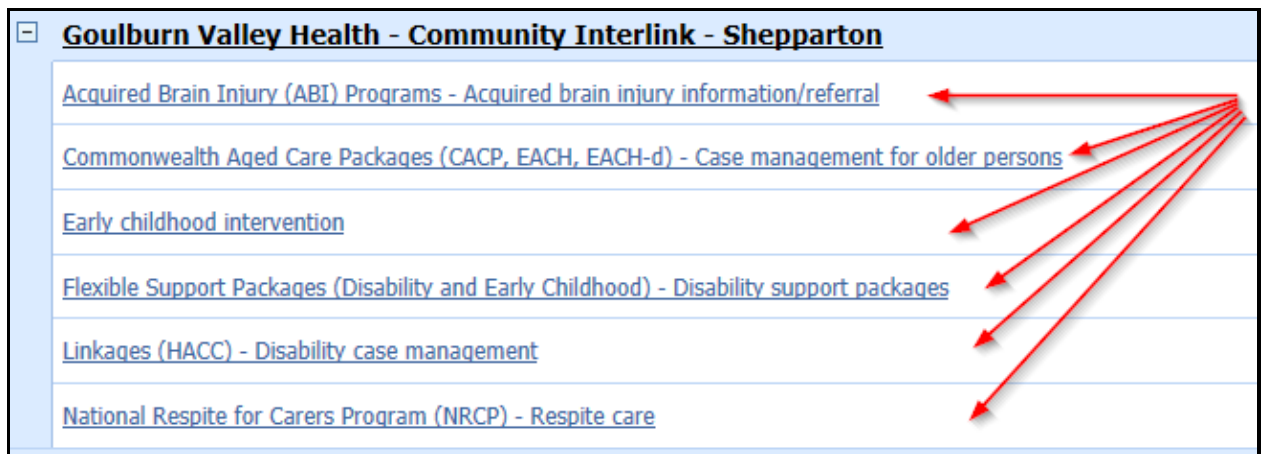 Goulburn Valley Health - Community Interlink - Shepparton
Acquired Brain Injury (ABI) Programs - Acquired brain injury information/referral
Commonwealth Aged Care Packages (CACP, EACH, EACH-d) - Case management for older persons
Early childhood intervention
Flexible Support Packages (Disability and Early Childhood) - Disability support packages
Linkages (HACC) - Disability case management
National Respite for Carers Program (NRCP) - Respite care